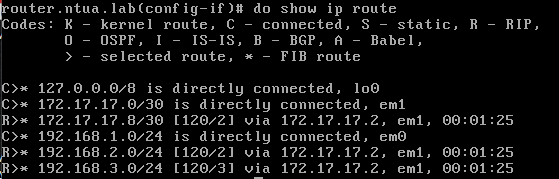 router.ntua.lab(config-if)# do show ip route
Codes: K - kernel route, C - connected, S - static, R - RIP,
O - OSPF, I - IS-IS, B - BGP, A - Babel,
> - selected route, * - FIB route
C>* 127.0.0.0/8 is directly connected, lo0
C>* 172.17.17.0/30 is directly connected, em1
R>* 172.17.17.8/30 [120/2] via 172.17.17.2, em1, 00:01:25
C>* 192.168.1.0/24 is directly connected, em0
R>* 192.168.2.0/24 [120/2] via 172.17.17.2, em1, 00:01:25
R>* 192.168.3.0/24 [120/3] via 172.17.17.2, em1, 00:01:25